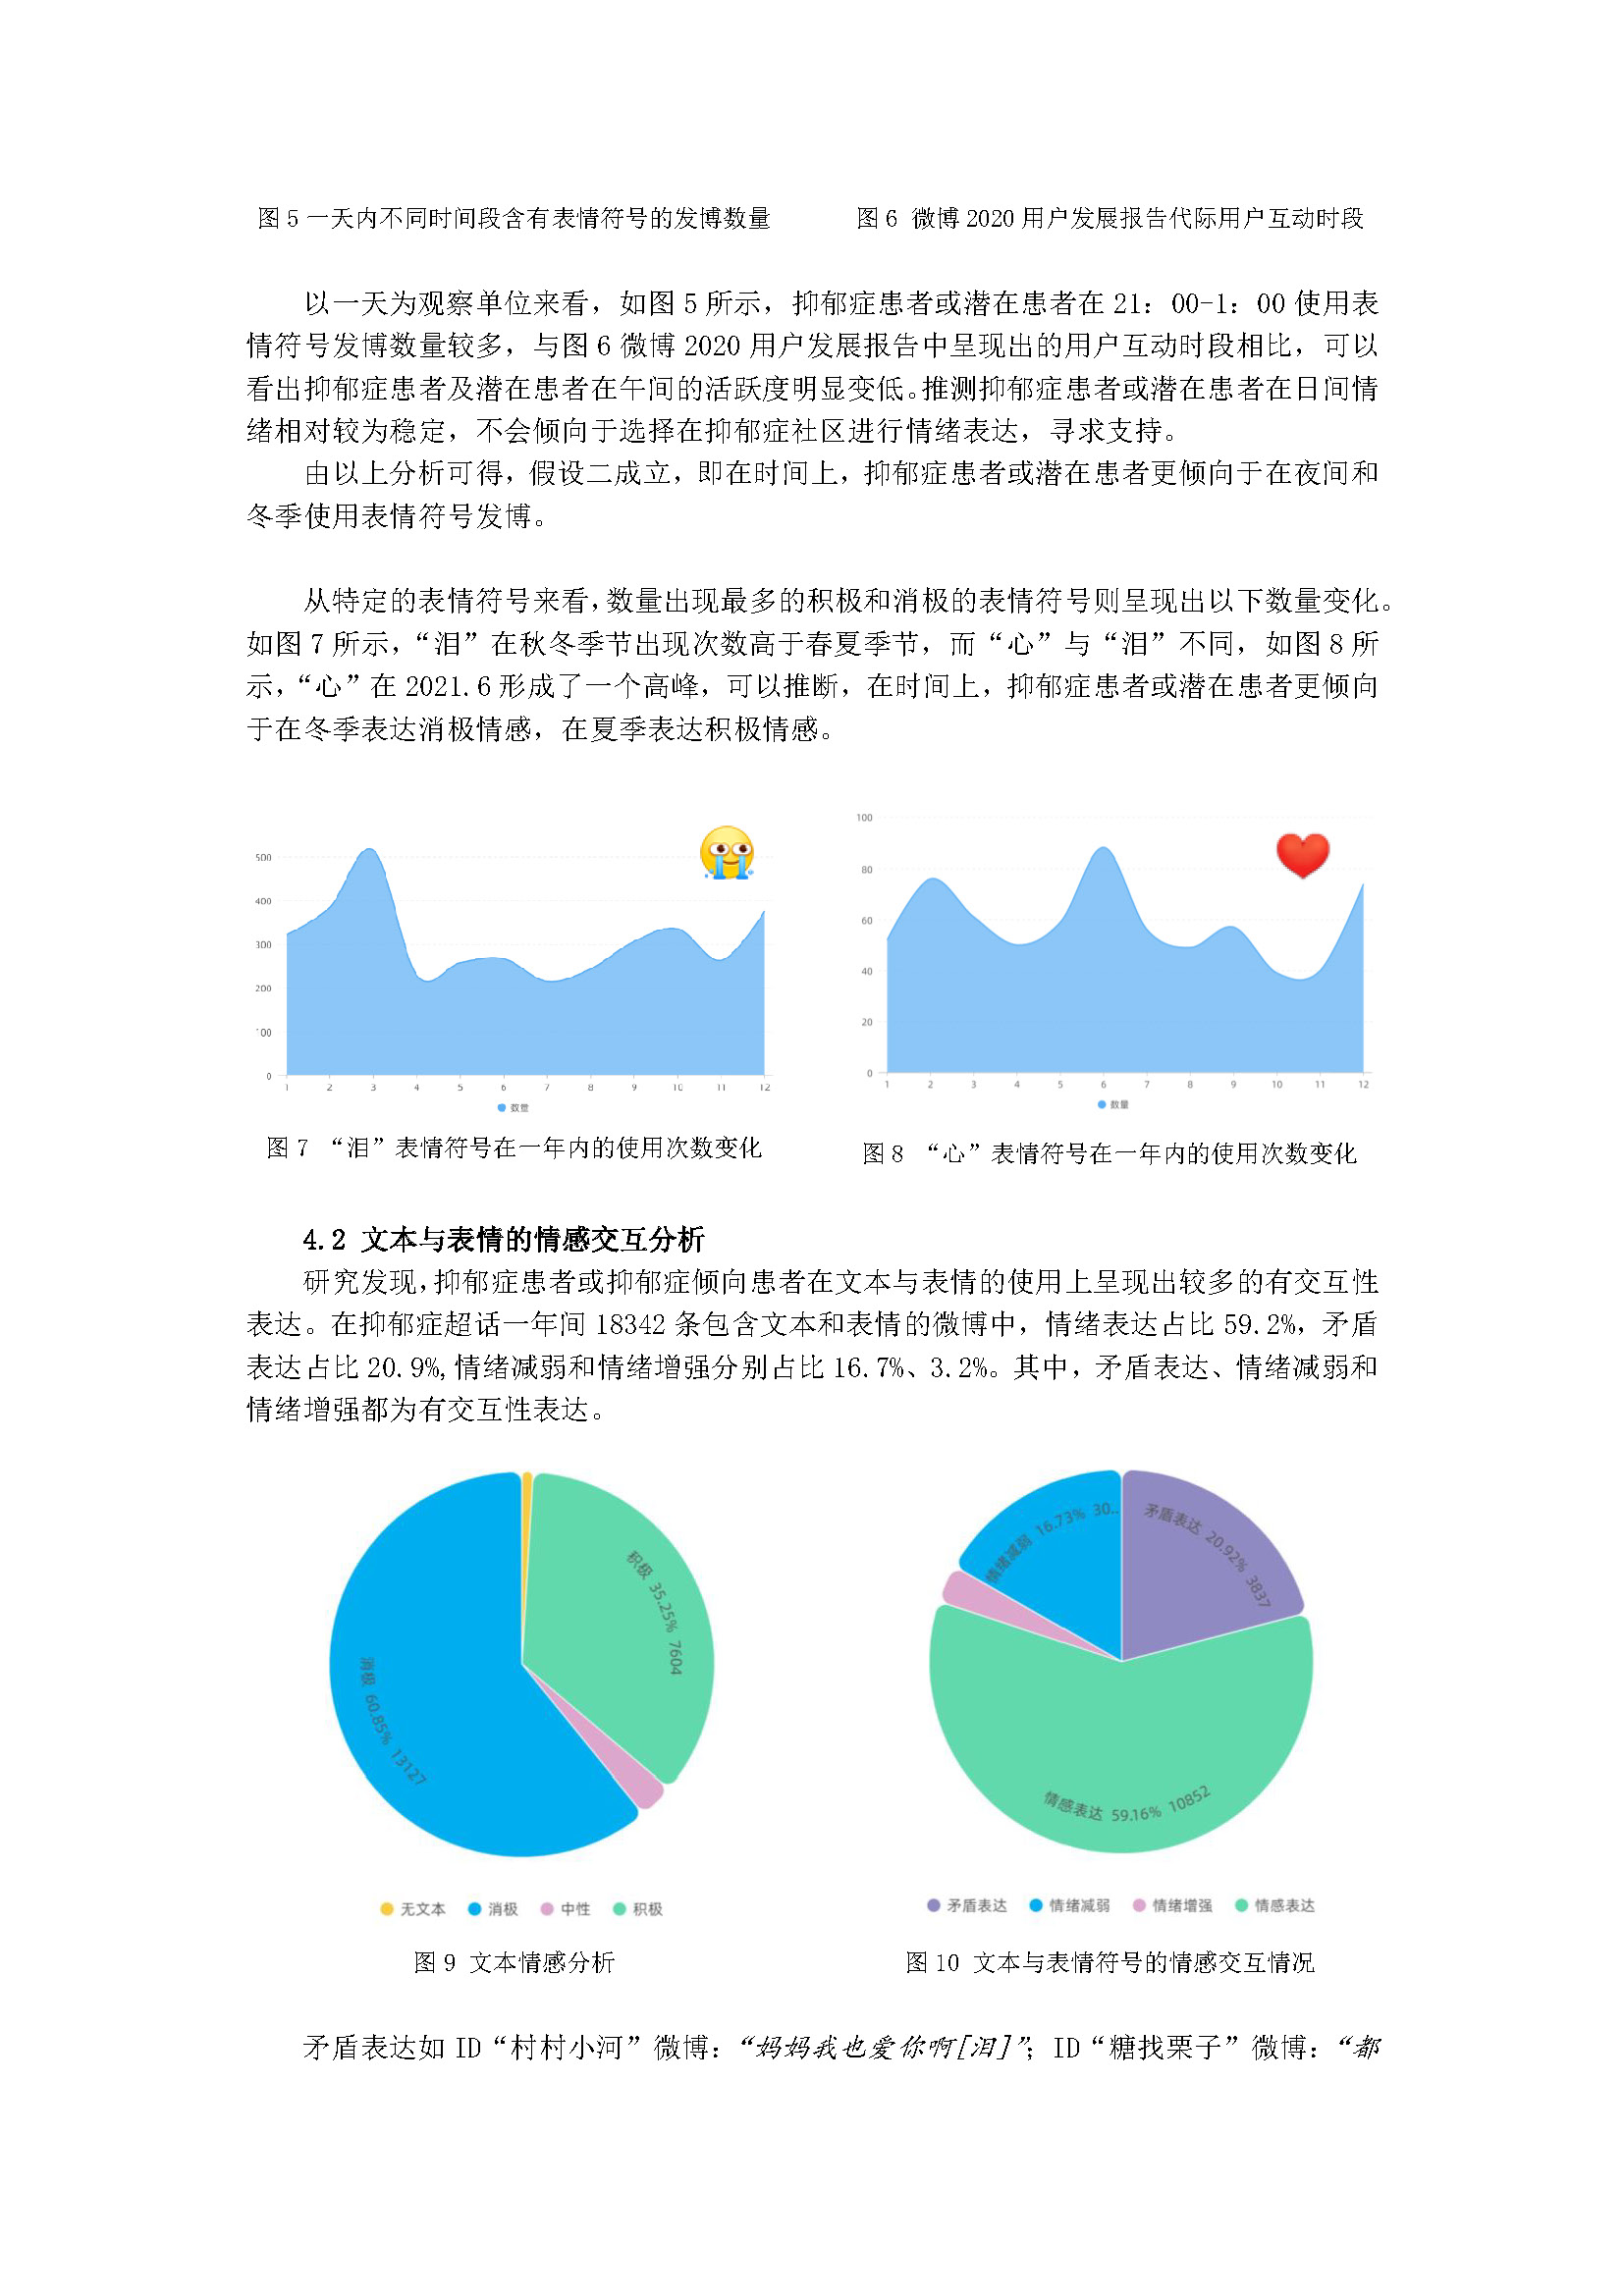 图 5 一天内不同时间段含有表情符号的发博数量
图 6 微博 2020 用户发展报告代际用户互动时段
以一天为观察单位来看，如图 5 所示，抑郁症患者或潜在患者在 21：00-1：00 使用表
情符号发博数量较多，与图 6 微博 2020 用户发展报告中呈现出的用户互动时段相比，可以
看出抑郁症患者及潜在患者在午间的活跃度明显变低。推测抑郁症患者或潜在患者在日间情
绪相对较为稳定，不会倾向于选择在抑郁症社区进行情绪表达，寻求支持。
由以上分析可得，假设二成立，即在时间上，抑郁症患者或潜在患者更倾向于在夜间和
冬季使用表情符号发博。
从特定的表情符号来看，数量出现最多的积极和消极的表情符号则呈现出以下数量变化。
如图 7 所示，“泪”在秋冬季节出现次数高于春夏季节，而“心”与“泪”不同，如图 8 所
示，“心”在 2021.6 形成了一个高峰，可以推断，在时间上，抑郁症患者或潜在患者更倾向
于在冬季表达消极情感，在夏季表达积极情感。
500
400
300
200
100
0
1 2 3 4 5 6 7 8 9 10 11 12
数量
图 7 “泪”表情符号在一年内的使用次数变化
100
80
60
40
20
0
1 2 3 4 5 6 7 8 9 10 11 12
数量
图 8 “心”表情符号在一年内的使用次数变化
4.2 文本与表情的情感交互分析
研究发现，抑郁症患者或抑郁症倾向患者在文本与表情的使用上呈现出较多的有交互性
表达。在抑郁症超话一年间 18342 条包含文本和表情的微博中，情绪表达占比 59.2%，矛盾
表达占比 20.9%,情绪减弱和情绪增强分别占比 16.7%、3.2%。其中，矛盾表达、情绪减弱和
情绪增强都为有交互性表达。
积极 35.25% 7604
消极 60.85% 13127
无文本 消极 中性 积极
图 9 文本情感分析
情绪减弱 16.73% 30..
矛盾表达 20.92% 3837
情感表达 59.16% 10852
矛盾表达 情绪减弱 情绪增强 情感表达
图 10 文本与表情符号的情感交互情况
矛盾表达如 ID“村村小河”微博：“妈妈我也爱你啊[泪]”；ID“糖找栗子”微博：“都